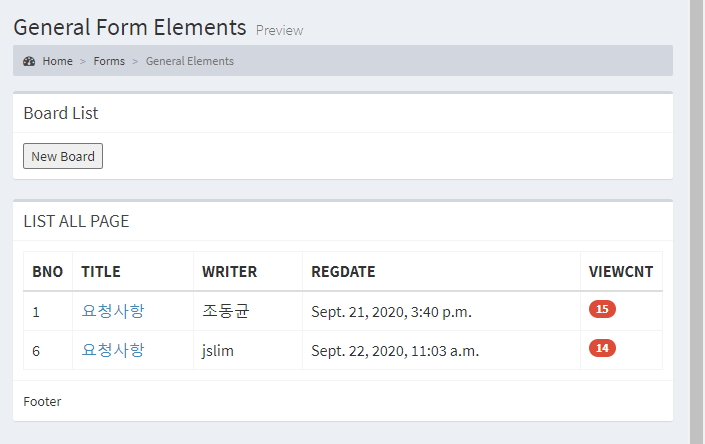 General Form Elements Preview
Home > Forms > General Elements
Board List
New Board
LIST ALL PAGE
BNO TITLE WRITER REGDATE VIEWCNT
1 요청사항 조동균 Sept. 21, 2020, 3:40 p.m. 15
6 요청사항 jslim Sept. 22, 2020, 11:03 a.m. 14
Footer